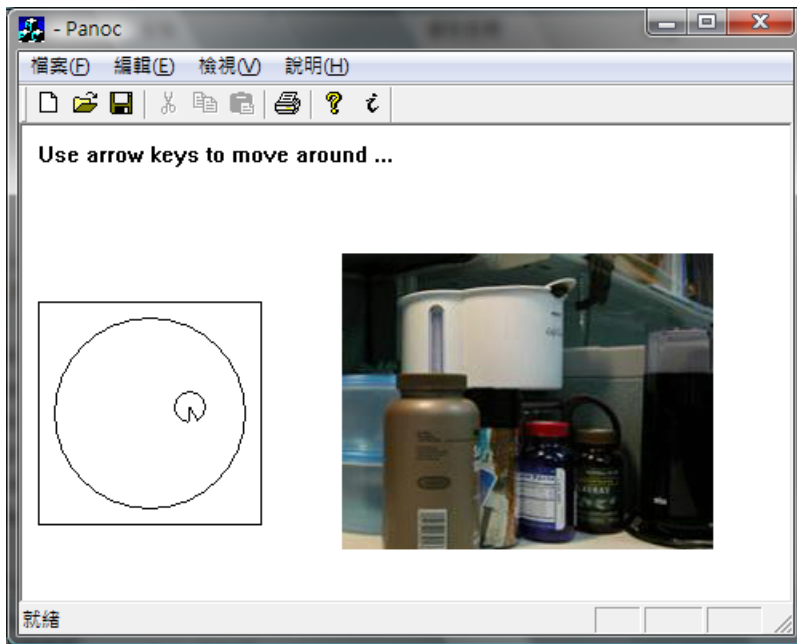 - Panoc
檔案(F) 編輯(E) 檢視(V) 說明(H)
Use arrow keys to move around ...
就緒